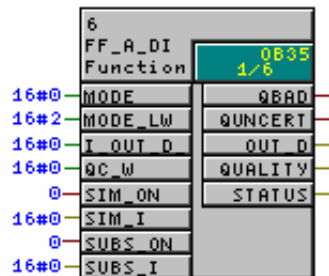 6
FF_A_DI
Function
OB35
1/6
16#0 MODE QBAD
16#2 MODE_LW QUNCERT
16#0 I_OUT_D_ OUT_D
16#0 QC_W QUALITY
0 SIM_ON STATUS
16#0 SIM_I
0 SUBS_ON
16#0 SUBS_I